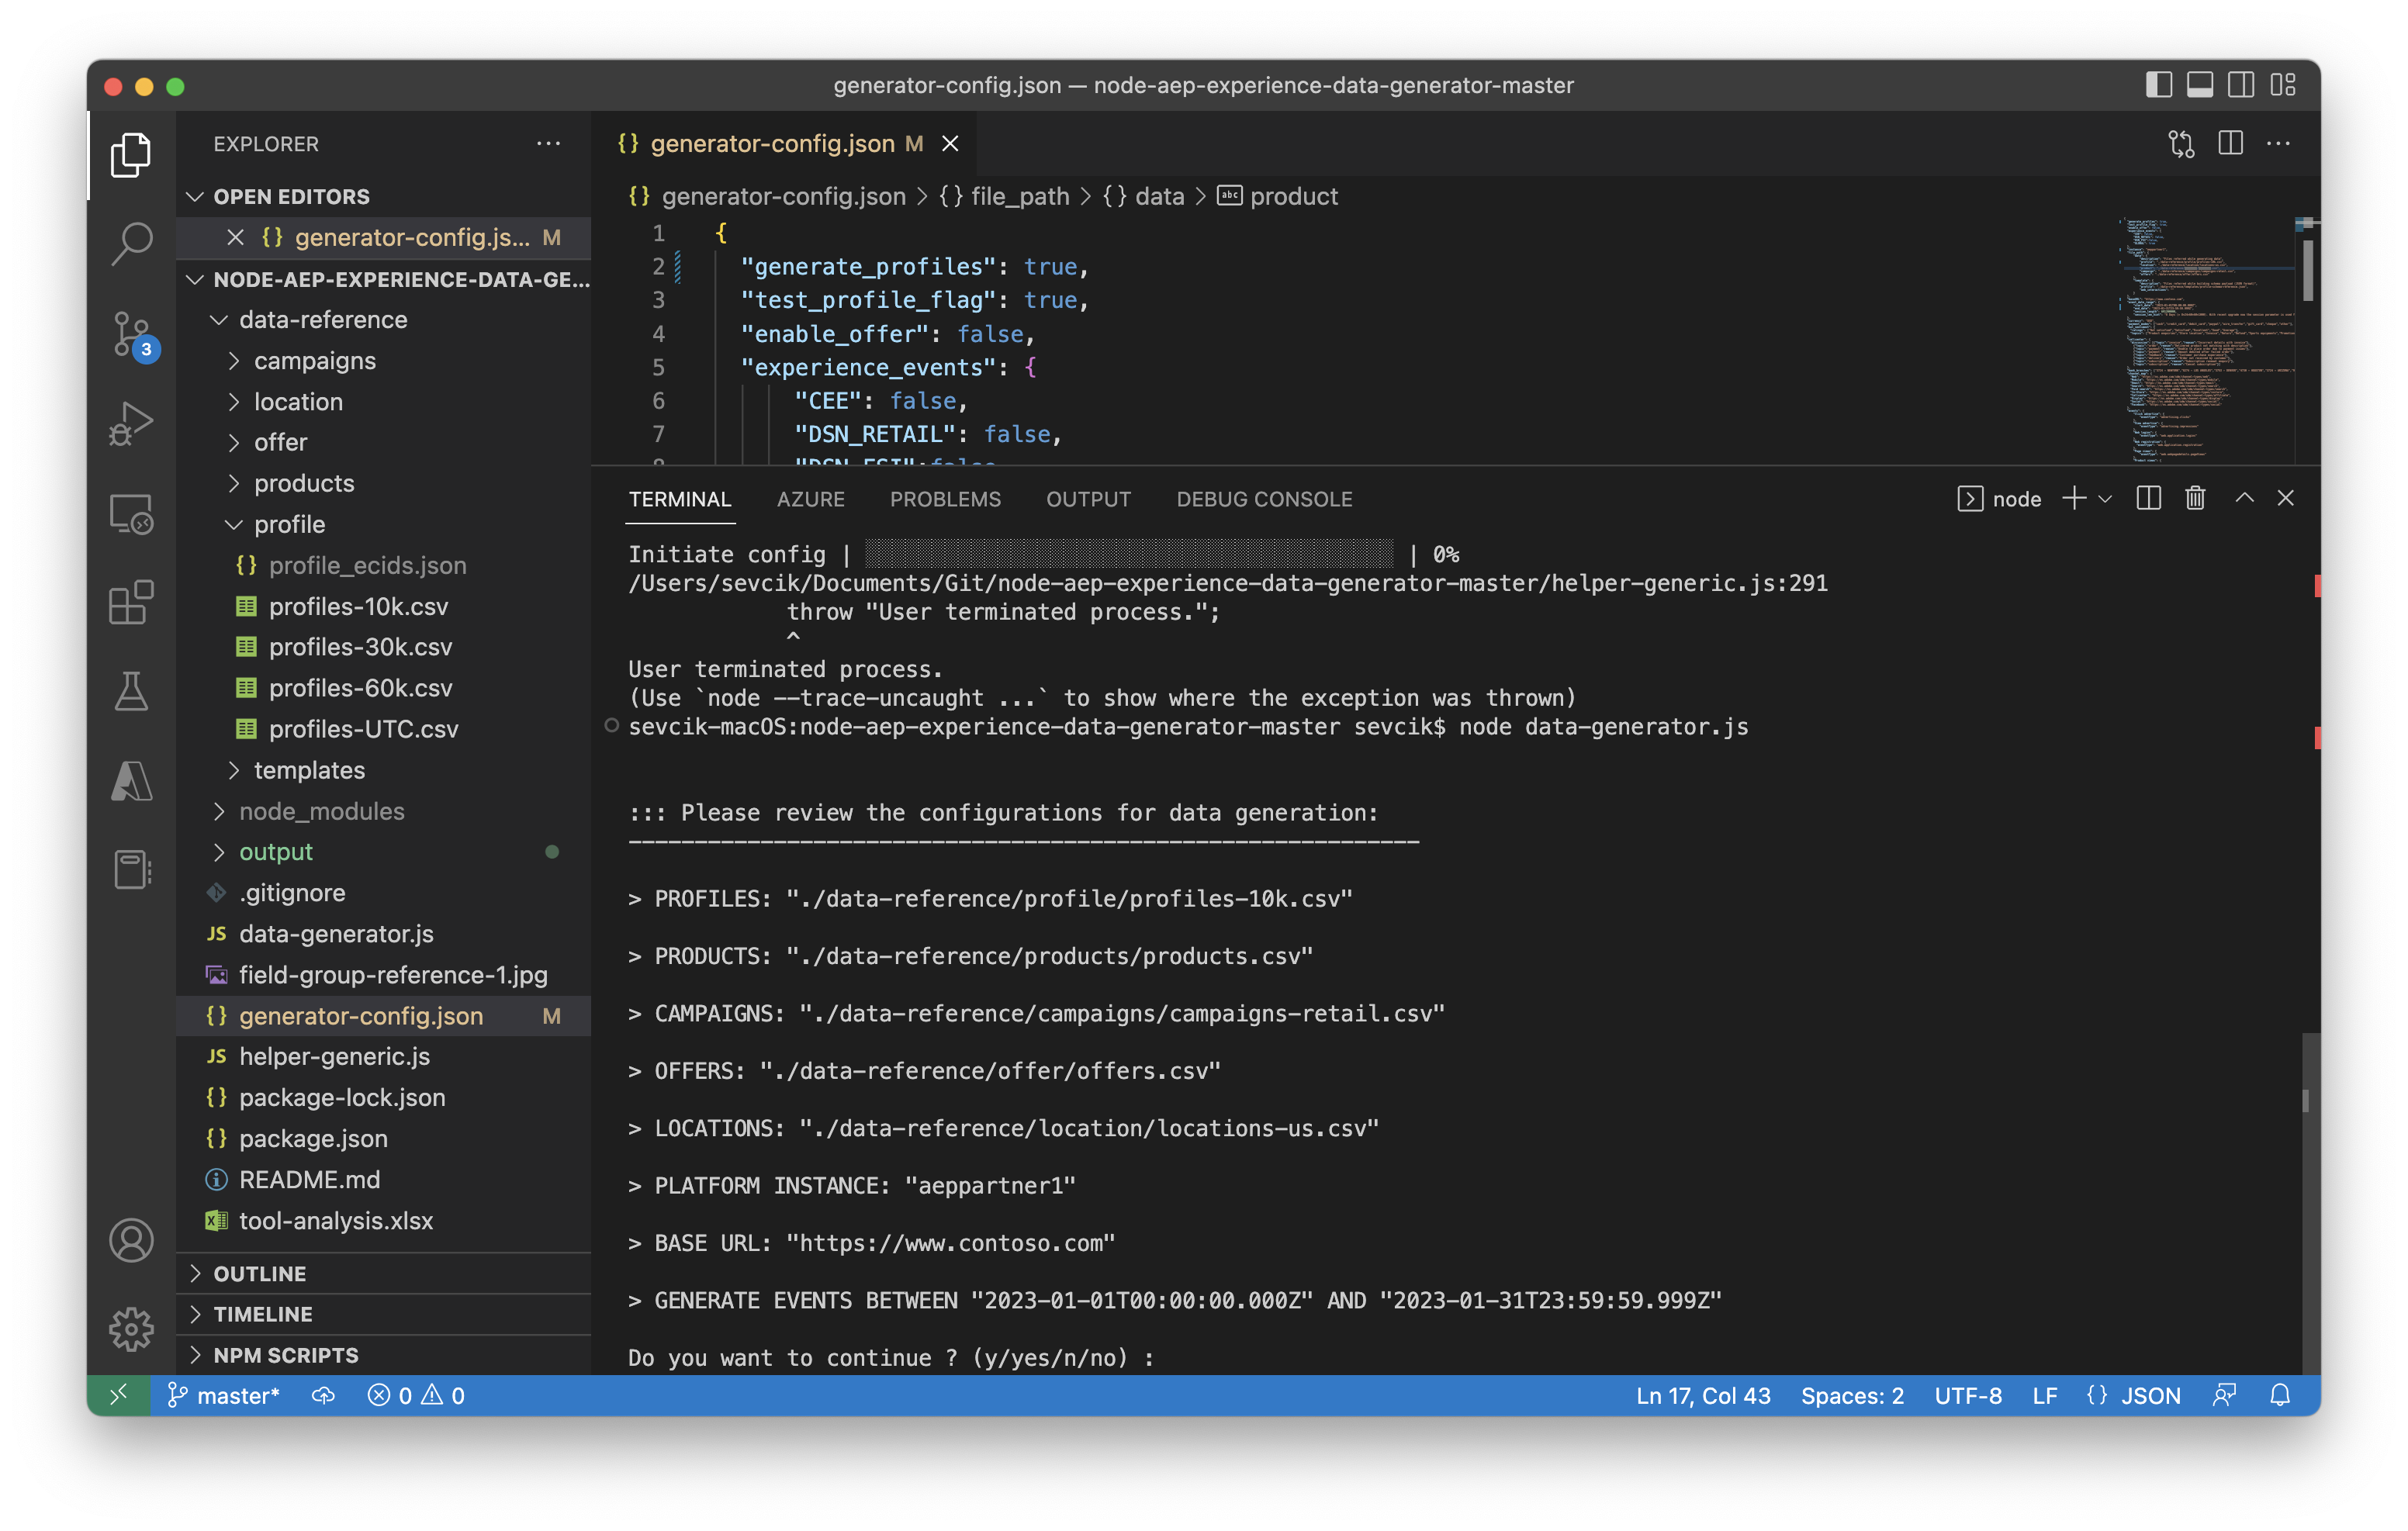 generator-config.json — node-aep-experience-data-generator-master
EXPLORER
OPEN EDITORS
generator-config.js... M
NODE-AEP-EXPERIENCE-DATA-GE...
data-reference
campaigns
location
offer
products
profile
profile_ecids.json
profiles-10k.csv
profiles-30k.csv
profiles-60k.csv
profiles-UTC.csv
templates
node_modules
output
.gitignore
JS data-generator.js
field-group-reference-1.jpg
{} generator-config.json M
JS helper-generic.js
{} package-lock.json
{} package.json
README.md
tool-analysis.xlsx
OUTLINE
TIMELINE
NPM SCRIPTS
3
{} generator-config.json M
{} generator-config.json > {} file_path > {} data > abc product
1 {
2 "generate_profiles": true,
3 "test_profile_flag": true,
4 "enable_offer": false,
5 "experience_events": {
6 "CEE": false,
7 "DSN_RETAIL": false,
8 "DSN_FSI":false
TERMINAL AZURE PROBLEMS OUTPUT DEBUG CONSOLE
node
Initiate config | | 0%
/Users/sevcik/Documents/Git/node-aep-experience-data-generator-master/helper-generic.js:291
throw "User terminated process.";
^
User terminated process.
(Use `node --trace-uncaught ...` to show where the exception was thrown)
sevcik-macOS:node-aep-experience-data-generator-master sevcik$ node data-generator.js
::: Please review the configurations for data generation:
------------------------------------------------------------
> PROFILES: "./data-reference/profile/profiles-10k.csv"
> PRODUCTS: "./data-reference/products/products.csv"
> CAMPAIGNS: "./data-reference/campaigns/campaigns-retail.csv"
> OFFERS: "./data-reference/offer/offers.csv"
> LOCATIONS: "./data-reference/location/locations-us.csv"
> PLATFORM INSTANCE: "aeppartner1"
> BASE URL: "https://www.contoso.com"
> GENERATE EVENTS BETWEEN "2023-01-01T00:00:00.000Z" AND "2023-01-31T23:59:59.999Z"
Do you want to continue ? (y/yes/n/no) :
master* 0 0
Ln 17, Col 43 Spaces: 2 UTF-8 LF {} JSON